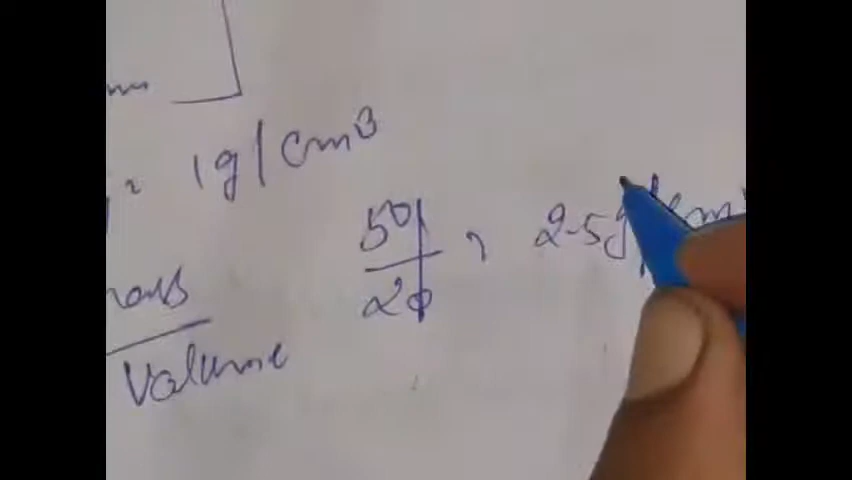 1g/cm3
50/20 = 2.5g/cm
mass
Volume